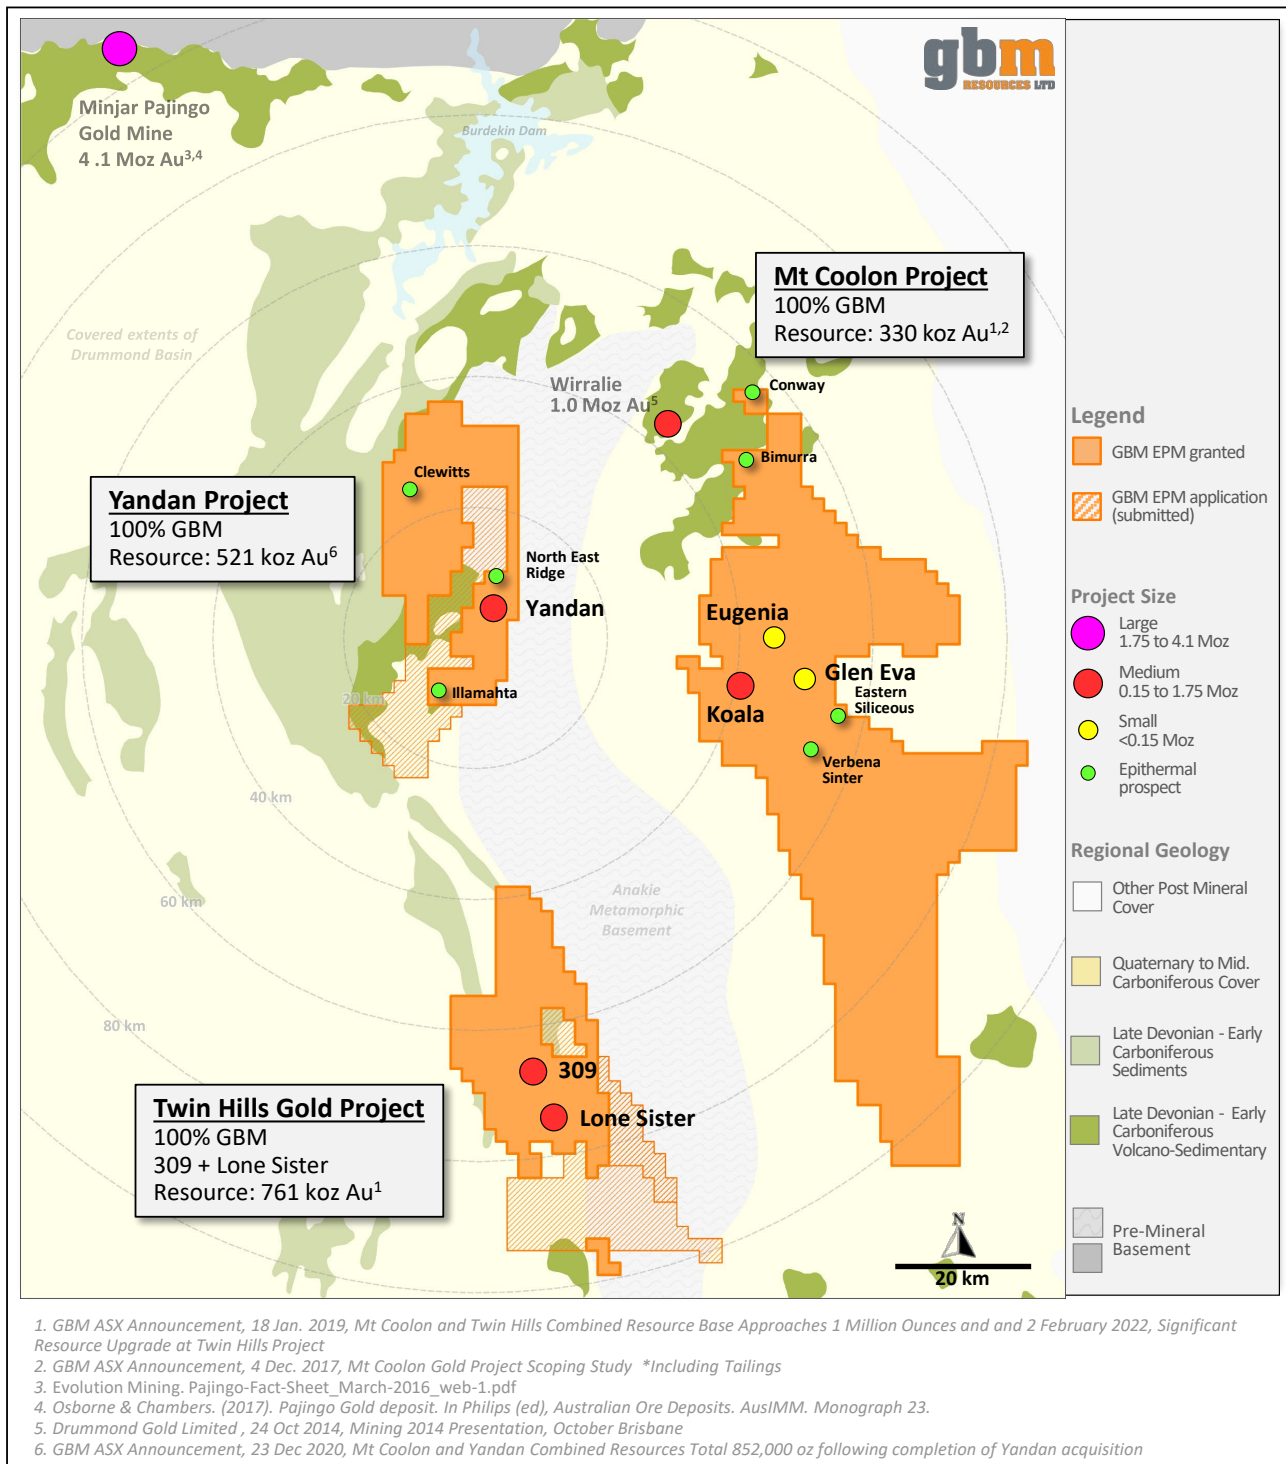 gbm
RESOURCES LTD
Minjar Pajingo
Gold Mine
4 .1 Moz Au3,4
Burdekin Dam
Mt Coolon Project
100% GBM
Resource: 330 koz Au1,2
Covered extents of
Drummond Basin
Wirralie
1.0 Moz Au5
Conway
Bimurra
Clewitts
Yandan Project
100% GBM
Resource: 521 koz Au6
North East
Ridge
Yandan
Illamahta
20 km
Eugenia
Glen Eva
Eastern
Siliceous
Koala
Verbena
Sinter
40 km
60 km
80 km
Anakie
Metamorphic
Basement
309
Lone Sister
Twin Hills Gold Project
100% GBM
309 + Lone Sister
Resource: 761 koz Au1
N
20 km
Legend
GBM EPM granted
GBM EPM application
(submitted)
Project Size
Large
1.75 to 4.1 Moz
Medium
0.15 to 1.75 Moz
Small
<0.15 Moz
Epithermal
prospect
Regional Geology
Other Post Mineral
Cover
Quaternary to Mid.
Carboniferous Cover
Late Devonian - Early
Carboniferous
Sediments
Late Devonian - Early
Carboniferous
Volcano-Sedimentary
Pre-Mineral
Basement
1. GBM ASX Announcement, 18 Jan. 2019, Mt Coolon and Twin Hills Combined Resource Base Approaches 1 Million Ounces and and 2 February 2022, Significant
Resource Upgrade at Twin Hills Project
2. GBM ASX Announcement, 4 Dec. 2017, Mt Coolon Gold Project Scoping Study *Including Tailings
3. Evolution Mining. Pajingo-Fact-Sheet_March-2016_web-1.pdf
4. Osborne & Chambers. (2017). Pajingo Gold deposit. In Philips (ed), Australian Ore Deposits. AusIMM. Monograph 23.
5. Drummond Gold Limited , 24 Oct 2014, Mining 2014 Presentation, October Brisbane
6. GBM ASX Announcement, 23 Dec 2020, Mt Coolon and Yandan Combined Resources Total 852,000 oz following completion of Yandan acquisition